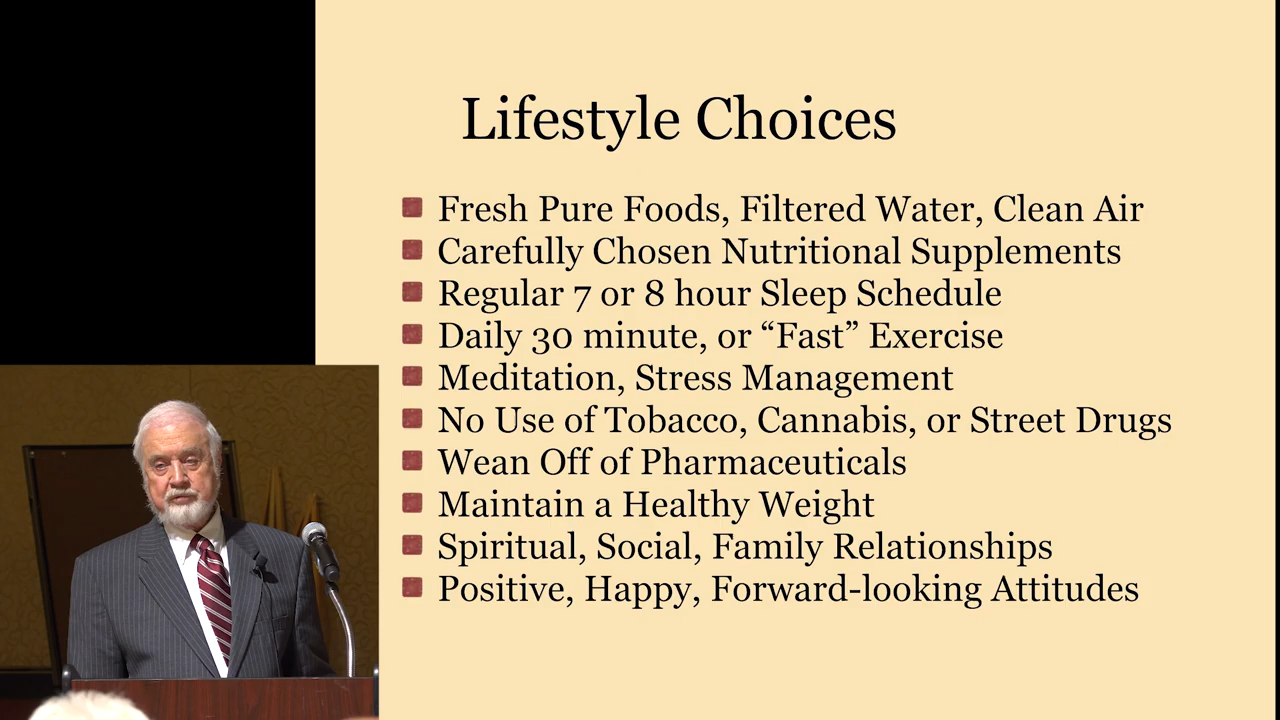 Lifestyle Choices
Fresh Pure Foods, Filtered Water, Clean Air
Carefully Chosen Nutritional Supplements
Regular 7 or 8 hour Sleep Schedule
Daily 30 minute, or “Fast” Exercise
Meditation, Stress Management
No Use of Tobacco, Cannabis, or Street Drugs
Wean Off of Pharmaceuticals
Maintain a Healthy Weight
Spiritual, Social, Family Relationships
Positive, Happy, Forward-looking Attitudes